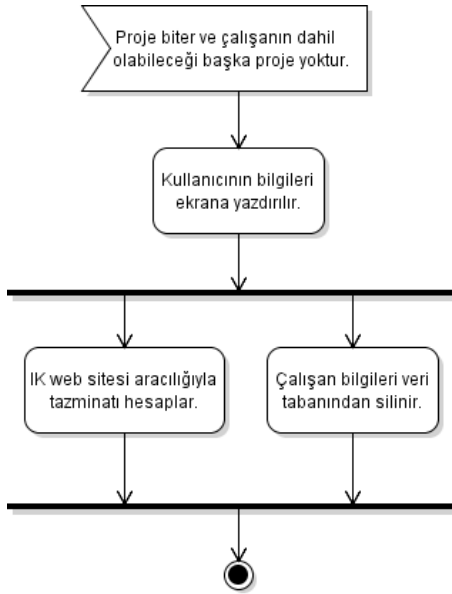 Proje biter ve çalışanın dahil
olabileceği başka proje yoktur.
Kullanıcının bilgileri
ekrana yazdırılır.
IK web sitesi aracılığıyla
tazminatı hesaplar.
Çalışan bilgileri veri
tabanından silinir.